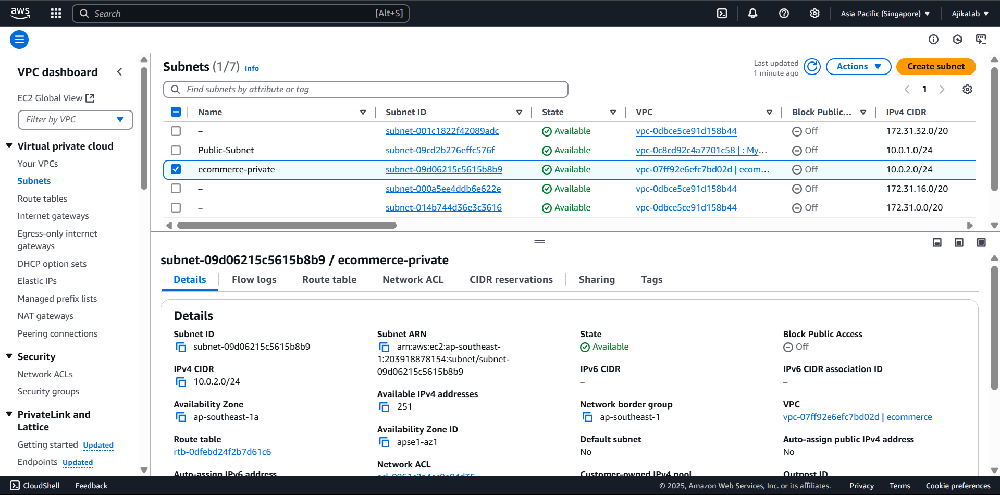 aws
Search
[Alt+S]
Asia Pacific (Singapore)
Ajikatab
VPC dashboard
EC2 Global View
Filter by VPC
Virtual private cloud
Your VPCs
Subnets
Route tables
Internet gateways
Egress-only internet
gateways
DHCP option sets
Elastic IPs
Managed prefix lists
NAT gateways
Peering connections
Security
Network ACLs
Security groups
PrivateLink and
Lattice
Getting started Updated
Endpoints Updated
Subnets (1/7) Info
Last updated
1 minute ago
Actions
Create subnet
Find subnets by attribute or tag
1
Name Subnet ID State VPC Block Public... IPv4 CIDR
– subnet-001c1822f42089adc Available vpc-0dbce5ce91d158b44 Off 172.31.32.0/20
Public-Subnet subnet-09cd2b276effc576f Available vpc-0c8cd92c4a7701c58 | : My... Off 10.0.1.0/24
ecommerce-private subnet-09d06215c5615b8b9 Available vpc-07ff92e6efc7bd02d | ecom... Off 10.0.2.0/24
– subnet-000a5ee4ddb6e622e Available vpc-0dbce5ce91d158b44 Off 172.31.16.0/20
– subnet-014b744d36e3c3616 Available vpc-0dbce5ce91d158b44 Off 172.31.0.0/20
subnet-09d06215c5615b8b9 / ecommerce-private
Details Flow logs Route table Network ACL CIDR reservations Sharing Tags
Details
Subnet ID
subnet-09d06215c5615b8b9
IPv4 CIDR
10.0.2.0/24
Availability Zone
ap-southeast-1a
Route table
rtb-0dfebd24f2b7d61c6
Auto-assign IPv6 address
Subnet ARN
arn:aws:ec2:ap-southeast-
1:203918878154:subnet/subnet-
09d06215c5615b8b9
Available IPv4 addresses
251
Availability Zone ID
apse1-az1
Network ACL
State
Available
IPv6 CIDR
–
Network border group
ap-southeast-1
Default subnet
No
Customer-owned IPv4 pool
Block Public Access
Off
IPv6 CIDR association ID
–
VPC
vpc-07ff92e6efc7bd02d | ecommerce
Auto-assign public IPv4 address
No
Outpost ID
CloudShell
Feedback
© 2025, Amazon Web Services, Inc. or its affiliates.
Privacy
Terms
Cookie preferences